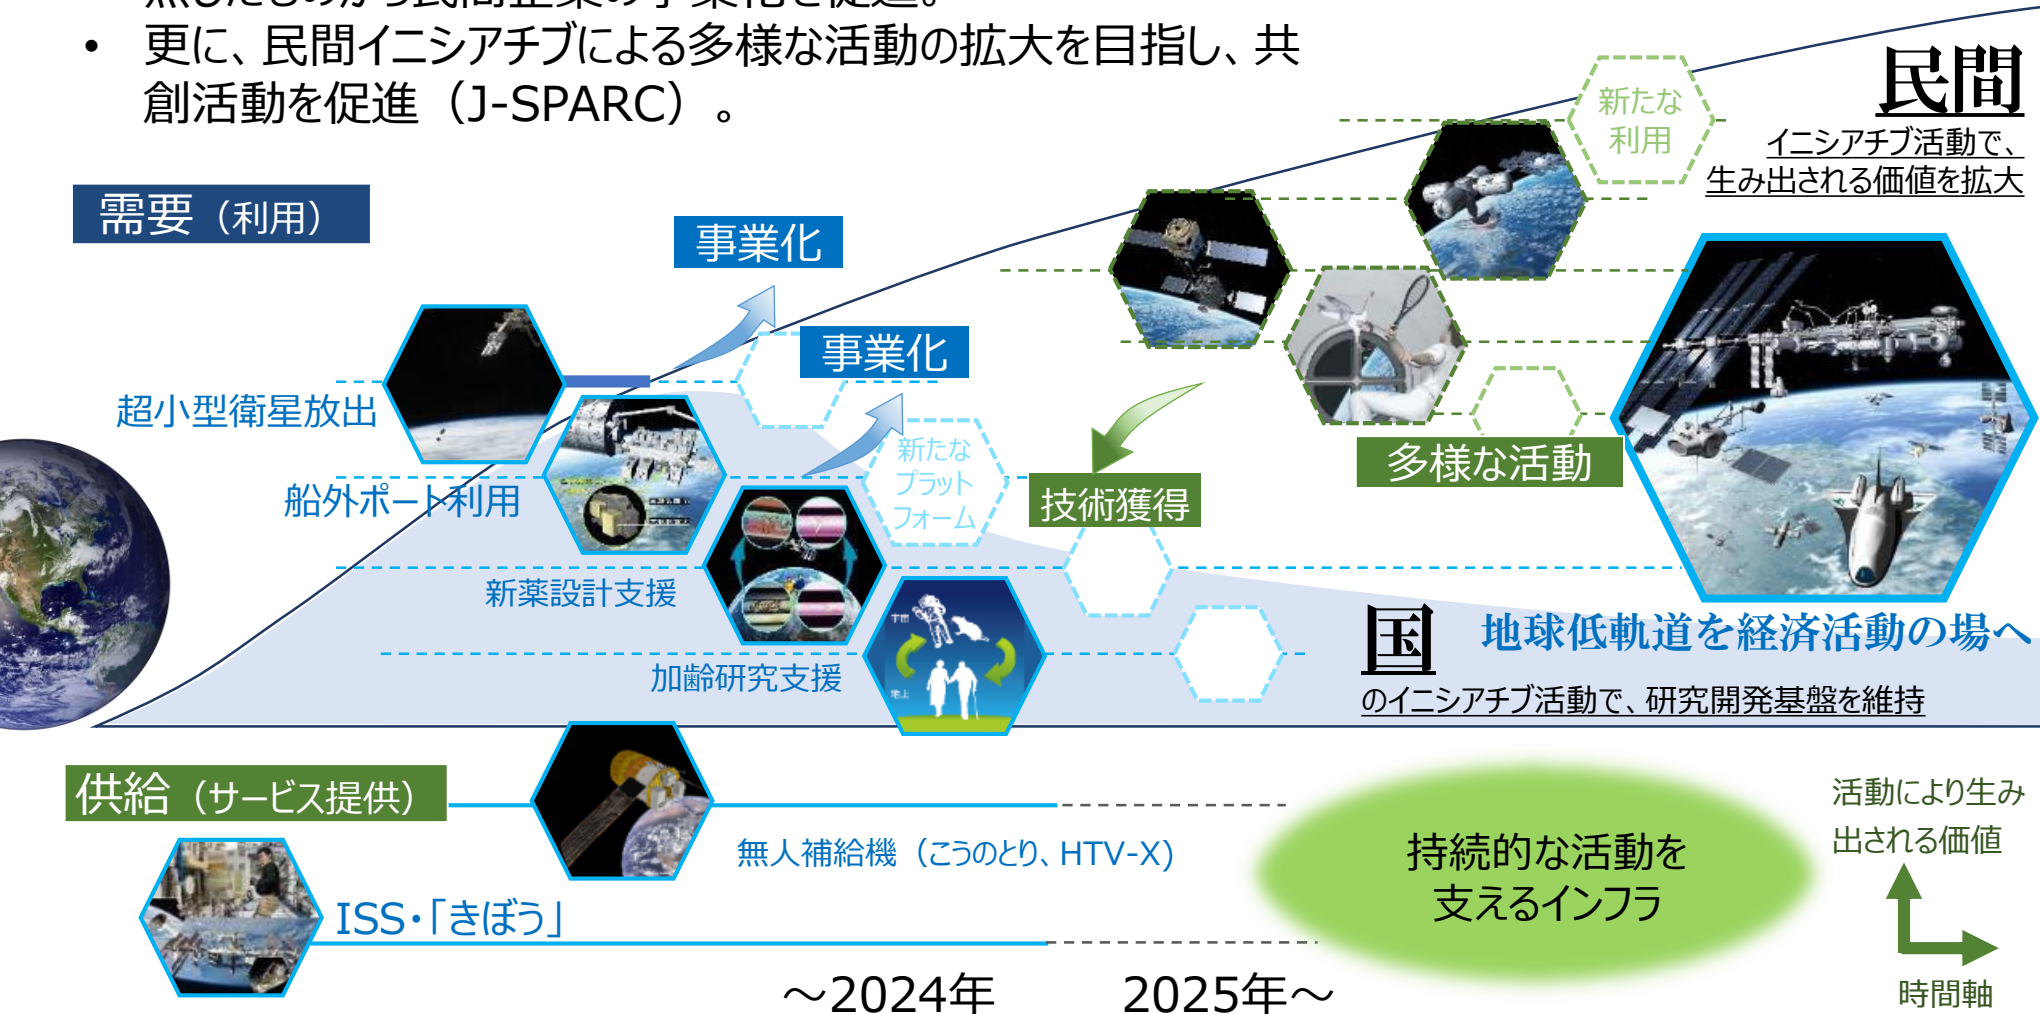 • 更に、民間イニシアチブによる多様な活動の拡大を目指し、共
創活動を促進（J-SPARC）。
民間
イニシアチブ活動で、
生み出される価値を拡大
新たな
利用
需要（利用）
事業化
事業化
超小型衛星放出
船外ポート利用
新たな
プラット
フォーム
技術獲得
多様な活動
新薬設計支援
加齢研究支援
宇宙
地上
国
地球低軌道を経済活動の場へ
のイニシアチブ活動で、研究開発基盤を維持
供給（サービス提供）
無人補給機（こうのとり、HTV-X)
ISS・「きぼう」
持続的な活動を
支えるインフラ
活動により生み
出される価値
時間軸
～2024年
2025年～